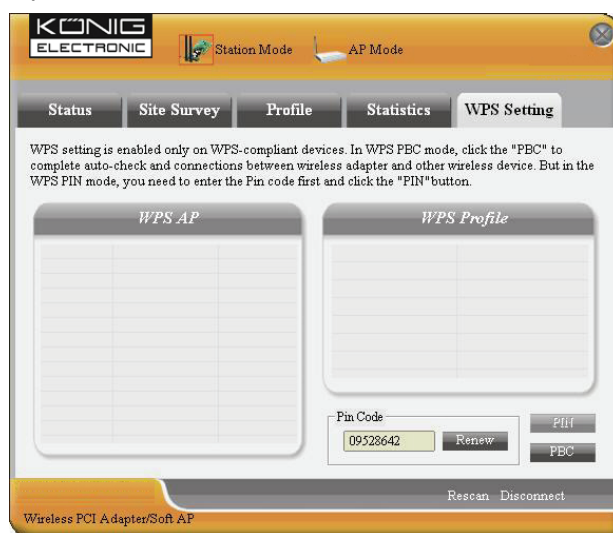 KÖNIG
ELECTRONIC
Station Mode AP Mode
Status Site Survey Profile Statistics WPS Setting
WPS setting is enabled only on WPS-compliant devices. In WPS PBC mode, click the "PBC" to
complete auto-check and connections between wireless adapter and other wireless device. But in the
WPS PIN mode, you need to enter the Pin code first and click the "PIN"button.
WPS AP WPS Profile
Pin Code
09528642 Renew PIN
PBC
Rescan Disconnect
Wireless PCI Adapter/Soft AP